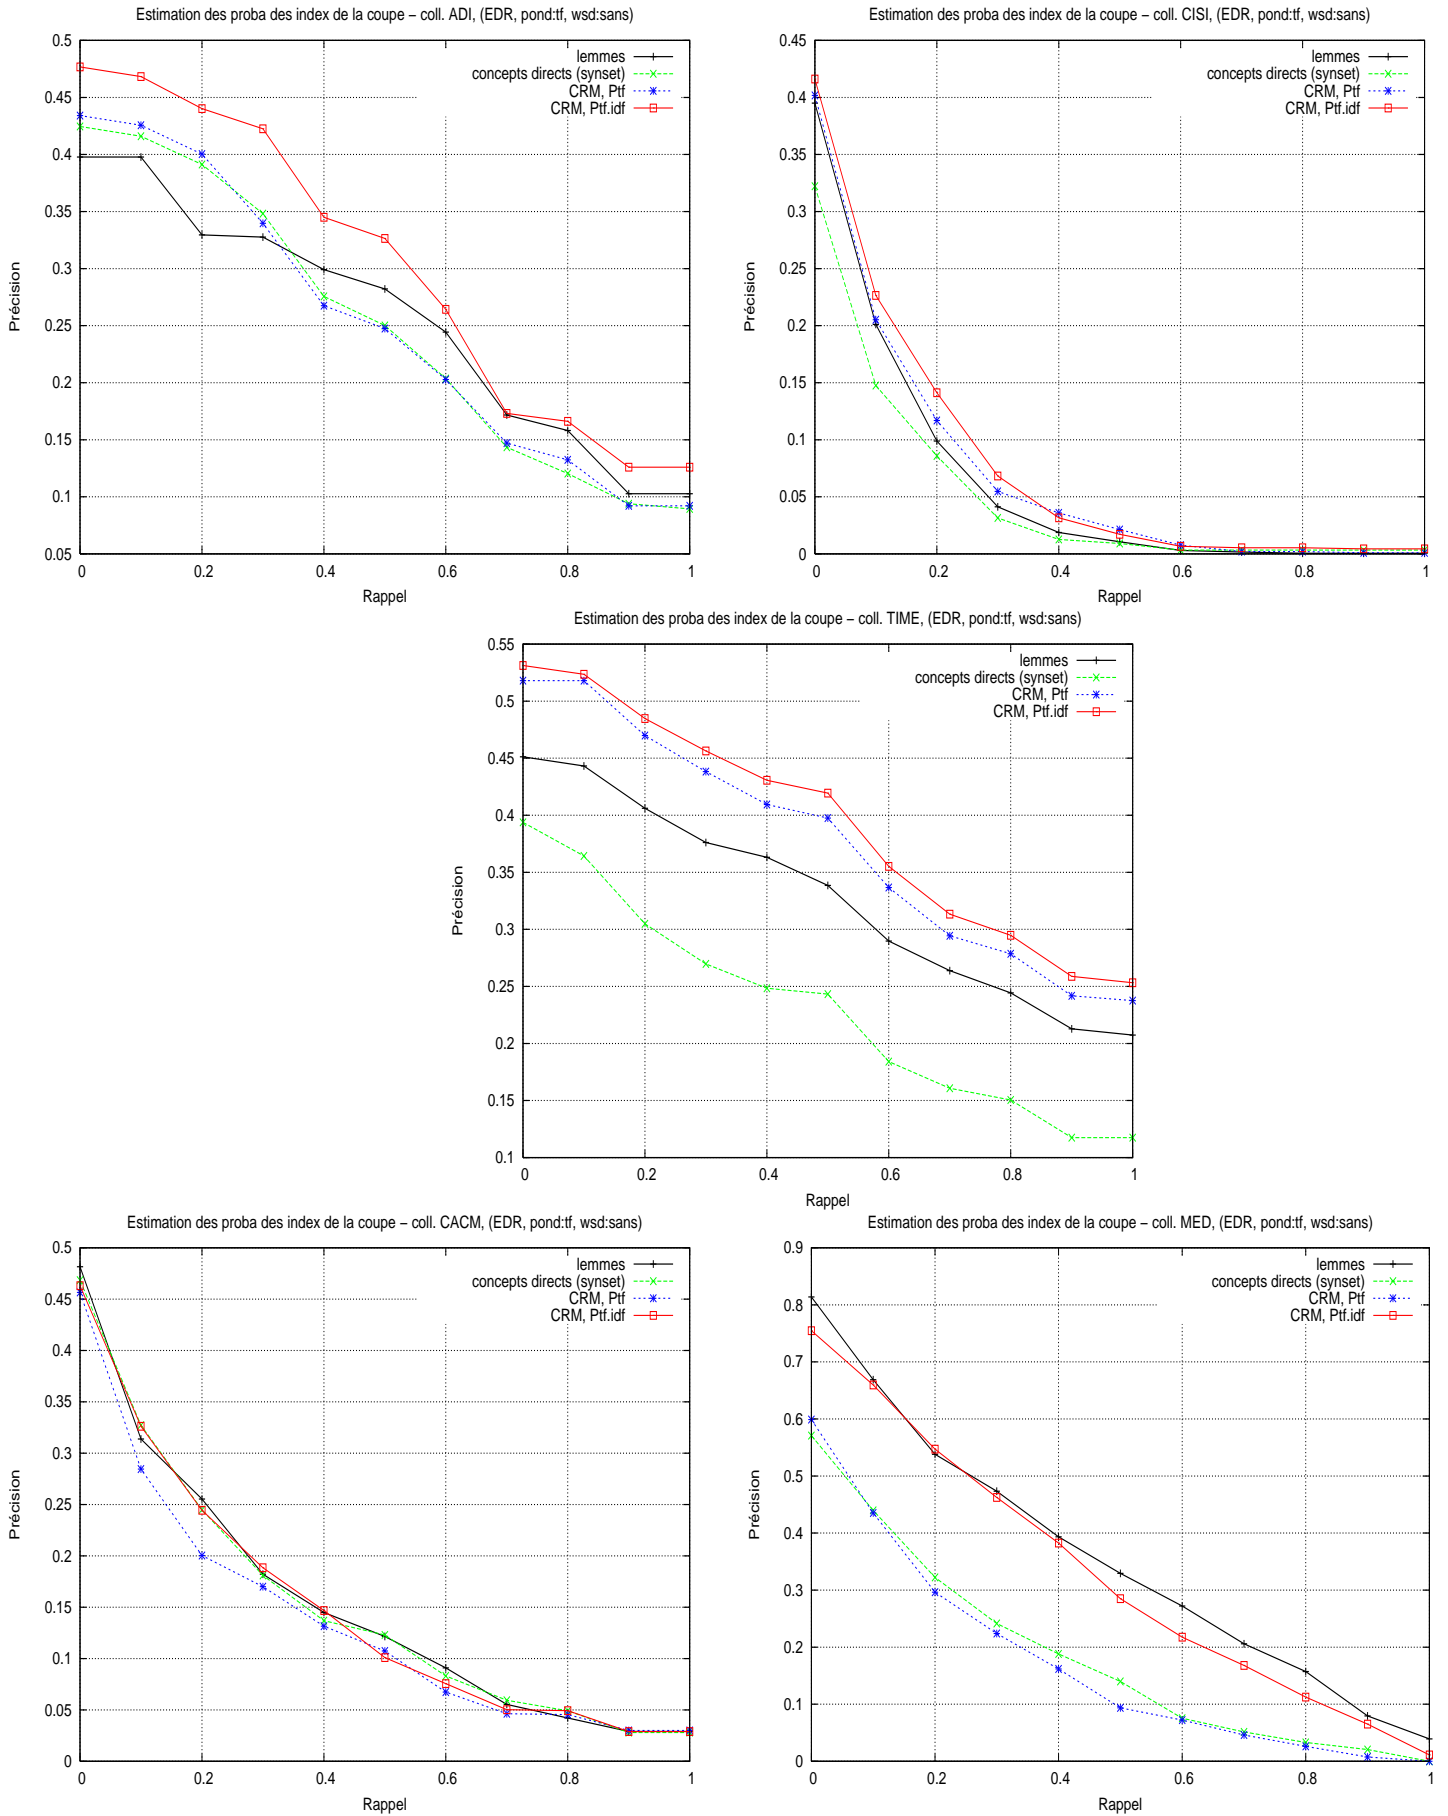 Estimation des proba des index de la coupe – coll. ADI, (EDR, pond:tf, wsd:sans)
lemmes
concepts directs (synset)
CRM, Ptf
CRM, Ptf.idf
0.5
0.45
0.4
0.35
0.3
0.25
0.2
0.15
0.1
0.05
Précision
0 0.2 0.4 0.6 0.8 1
Rappel
Estimation des proba des index de la coupe – coll. CISI, (EDR, pond:tf, wsd:sans)
lemmes
concepts directs (synset)
CRM, Ptf
CRM, Ptf.idf
0.45
0.4
0.35
0.3
0.25
0.2
0.15
0.1
0.05
0
Précision
0 0.2 0.4 0.6 0.8 1
Rappel
Estimation des proba des index de la coupe – coll. TIME, (EDR, pond:tf, wsd:sans)
lemmes
concepts directs (synset)
CRM, Ptf
CRM, Ptf.idf
0.55
0.5
0.45
0.4
0.35
0.3
0.25
0.2
0.15
0.1
Précision
0 0.2 0.4 0.6 0.8 1
Rappel
Estimation des proba des index de la coupe – coll. CACM, (EDR, pond:tf, wsd:sans)
lemmes
concepts directs (synset)
CRM, Ptf
CRM, Ptf.idf
0.5
0.45
0.4
0.35
0.3
0.25
0.2
0.15
0.1
0.05
0
Précision
0 0.2 0.4 0.6 0.8 1
Rappel
Estimation des proba des index de la coupe – coll. MED, (EDR, pond:tf, wsd:sans)
lemmes
concepts directs (synset)
CRM, Ptf
CRM, Ptf.idf
0.9
0.8
0.7
0.6
0.5
0.4
0.3
0.2
0.1
0
Précision
0 0.2 0.4 0.6 0.8 1
Rappel